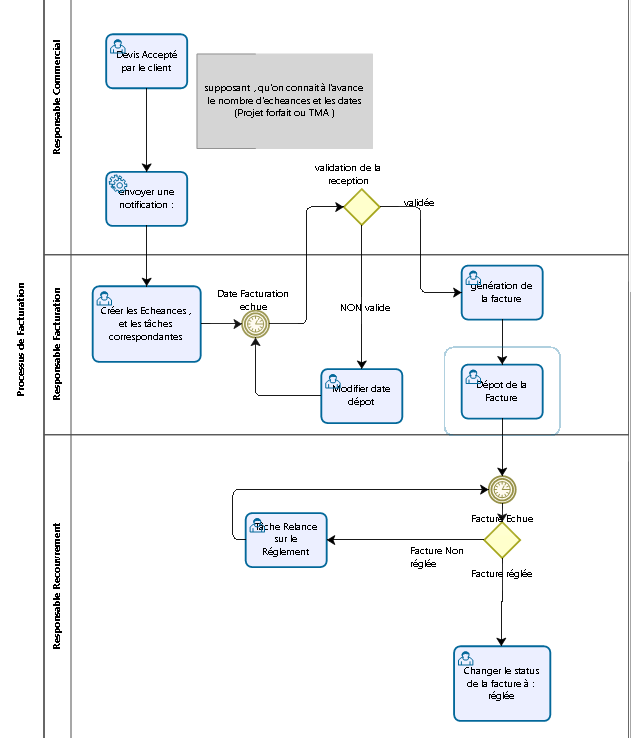 Processus de Facturation
Responsable Commercial
Devis Accepté
par le client
supposant , qu'on connait à l'avance
le nombre d'echeances et les dates
(Projet forfait ou TMA )
envoyer une
notification :
validation de la
reception
validée
NON valide
Responsable Facturation
Créer les Echeances ,
et les tâches
correspondantes
Date Facturation
echue
Modifier date
dépot
génération de
la facture
Dépot de la
Facture
Responsable Recouvrement
Facture Echue
Tâche Relance
sur le
Réglement
Facture Non
réglée
Facture réglée
Changer le status
de la facture à :
réglée